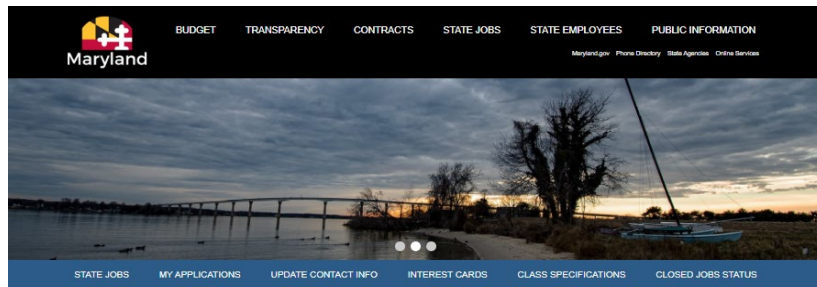 BUDGET TRANSPARENCY CONTRACTS STATE JOBS STATE EMPLOYEES PUBLIC INFORMATION
Maryland
Maryland.gov Phone Directory State Agencies Online Services
STATE JOBS MY APPLICATIONS UPDATE CONTACT INFO INTEREST CARDS CLASS SPECIFICATIONS CLOSED JOBS STATUS